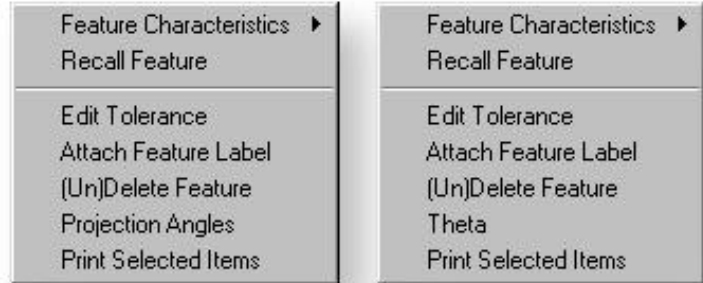 Feature Characteristics
Recall Feature
Edit Tolerance
Attach Feature Label
(Un)Delete Feature
Projection Angles
Print Selected Items
Feature Characteristics
Recall Feature
Edit Tolerance
Attach Feature Label
(Un)Delete Feature
Theta
Print Selected Items